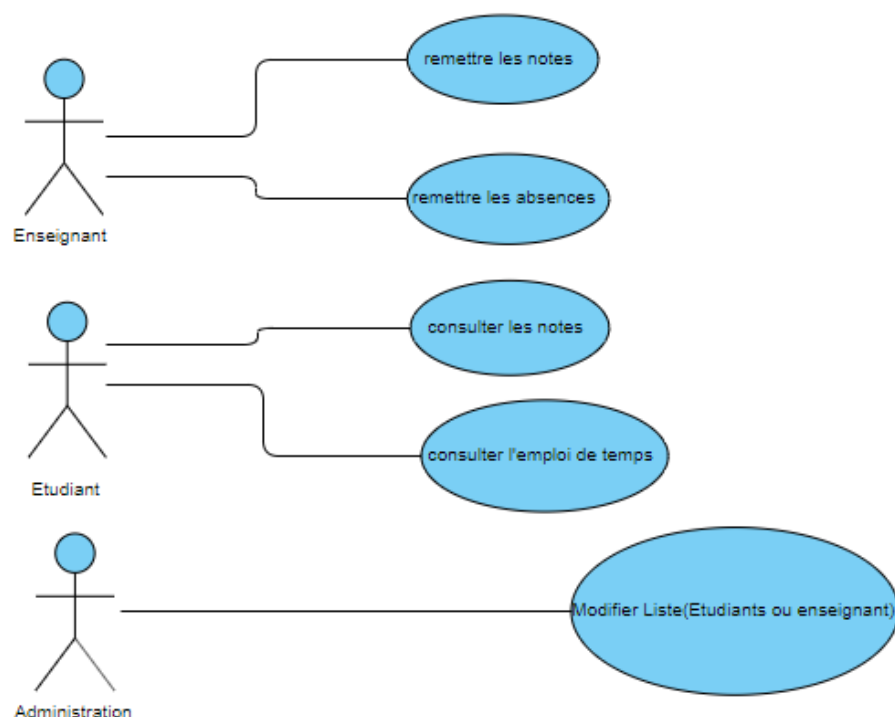 remettre les notes
remettre les absences
Enseignant
consulter les notes
consulter l'emploi de temps
Etudiant
Modifier Liste(Etudiants ou enseignant)
Administration